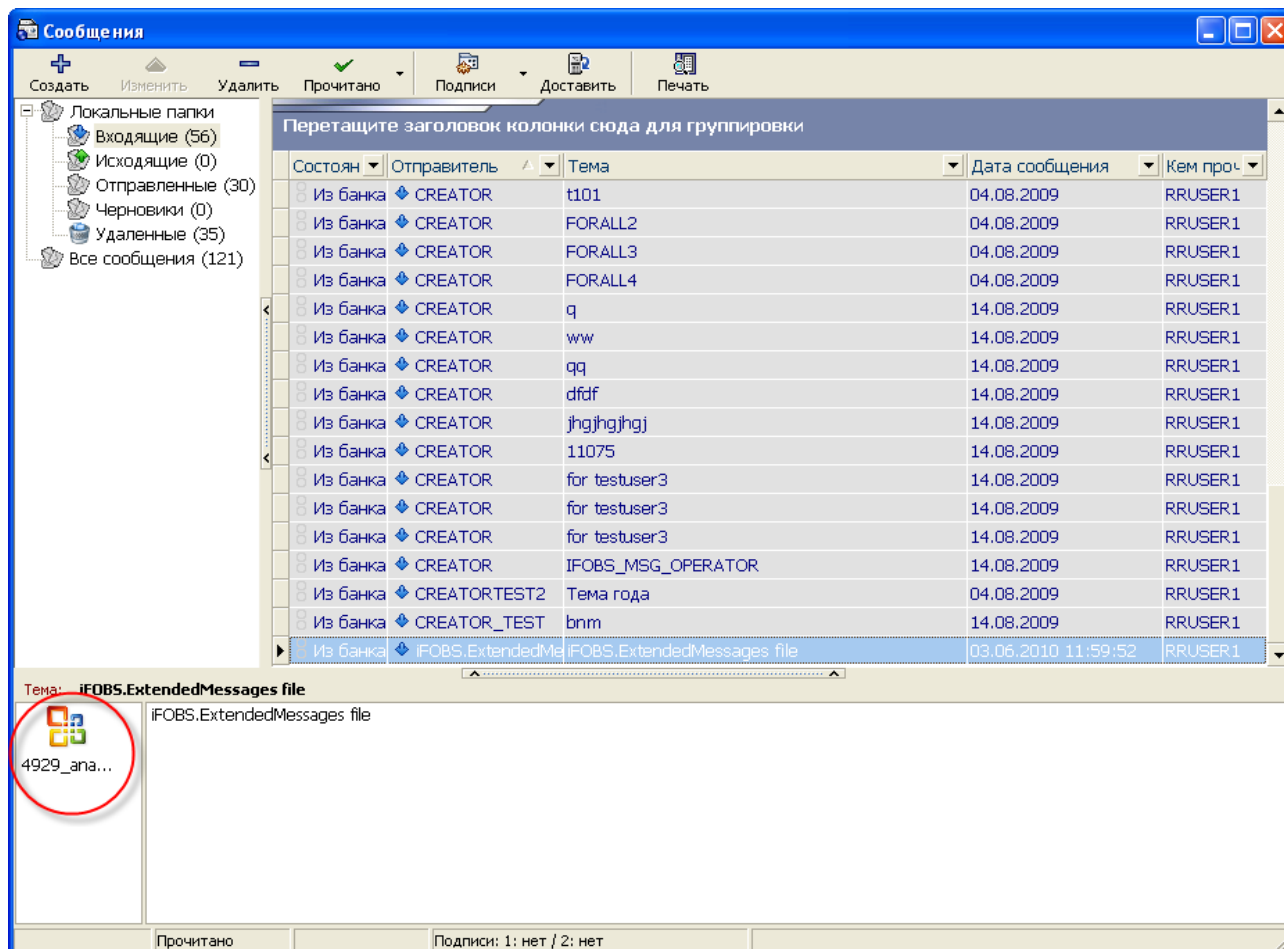 Сообщения
Создать Изменить Удалить Прочитано Подписи Доставить Печать
Локальные папки
Входящие (56)
Исходящие (0)
Отправленные (30)
Черновики (0)
Удаленные (35)
Все сообщения (121)
Перетащите заголовок колонки сюда для группировки
Состоян Отправитель Тема Дата сообщения Кем проч
Из банка CREATOR t101 04.08.2009 RRUSER1
Из банка CREATOR FORALL2 04.08.2009 RRUSER1
Из банка CREATOR FORALL3 04.08.2009 RRUSER1
Из банка CREATOR FORALL4 04.08.2009 RRUSER1
Из банка CREATOR q 14.08.2009 RRUSER1
Из банка CREATOR ww 14.08.2009 RRUSER1
Из банка CREATOR qq 14.08.2009 RRUSER1
Из банка CREATOR dfdf 14.08.2009 RRUSER1
Из банка CREATOR jhgjhgjhgj 14.08.2009 RRUSER1
Из банка CREATOR 11075 14.08.2009 RRUSER1
Из банка CREATOR for testuser3 14.08.2009 RRUSER1
Из банка CREATOR for testuser3 14.08.2009 RRUSER1
Из банка CREATOR for testuser3 14.08.2009 RRUSER1
Из банка CREATOR IFOBS_MSG_OPERATOR 14.08.2009 RRUSER1
Из банка CREATORTEST2 Тема года 04.08.2009 RRUSER1
Из банка CREATOR_TEST bnm 14.08.2009 RRUSER1
Из банка iFOBS.ExtendedMe iFOBS.ExtendedMessages file 03.06.2010 11:59:52 RRUSER1
Тема: iFOBS.ExtendedMessages file
iFOBS.ExtendedMessages file
4929_ana...
Прочитано Подписи: 1: нет / 2: нет